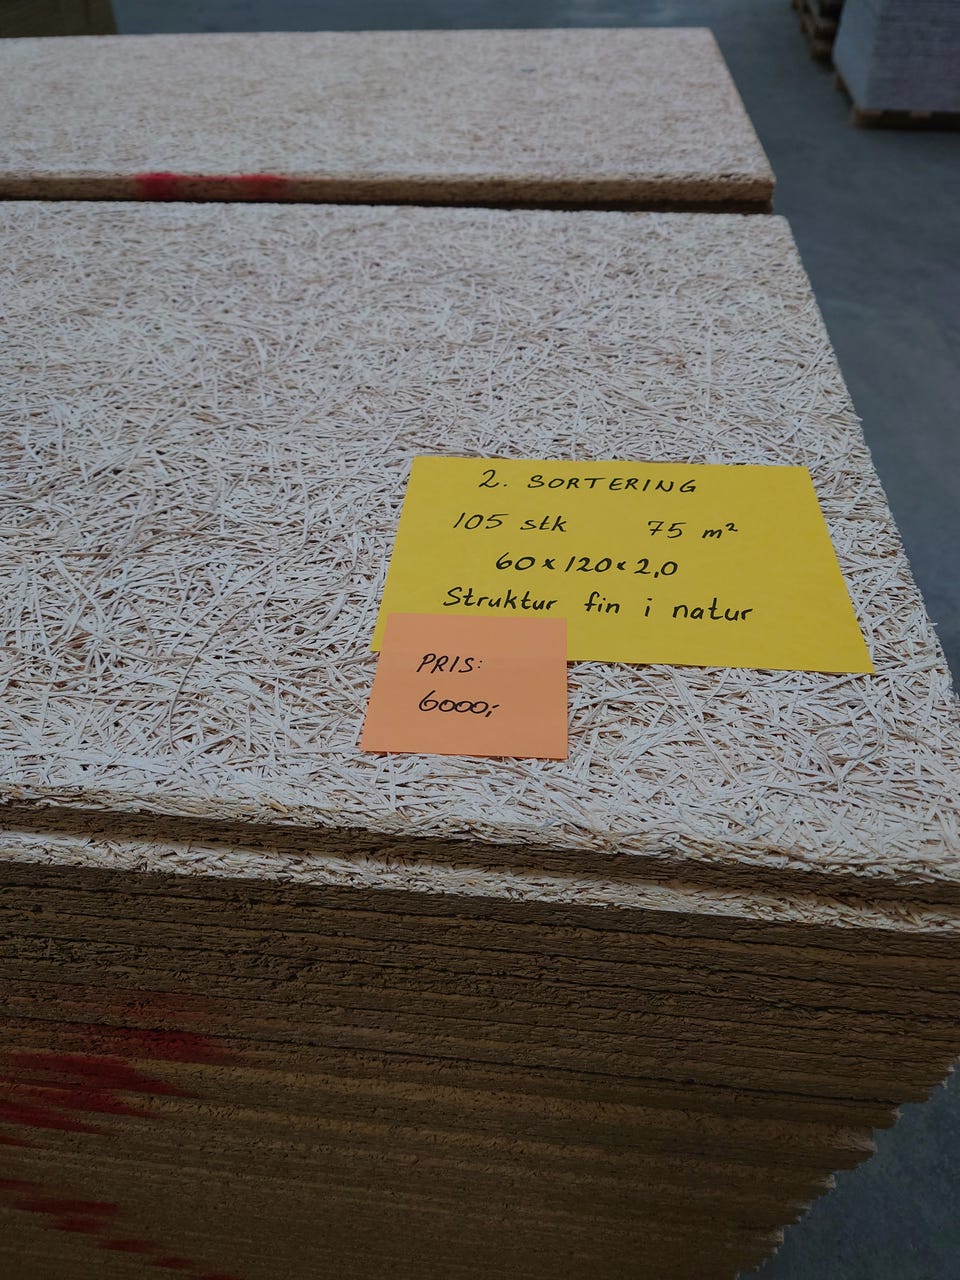 2. SORTERING
105 stk 75 m²
60 x 120 x 2,0
Struktur fin i natur
PRIS:
6000,-